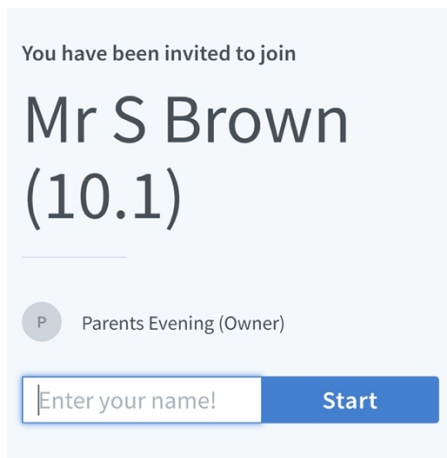 You have been invited to join
Mr S Brown
(10.1)
P Parents Evening (Owner)
Enter your name! Start